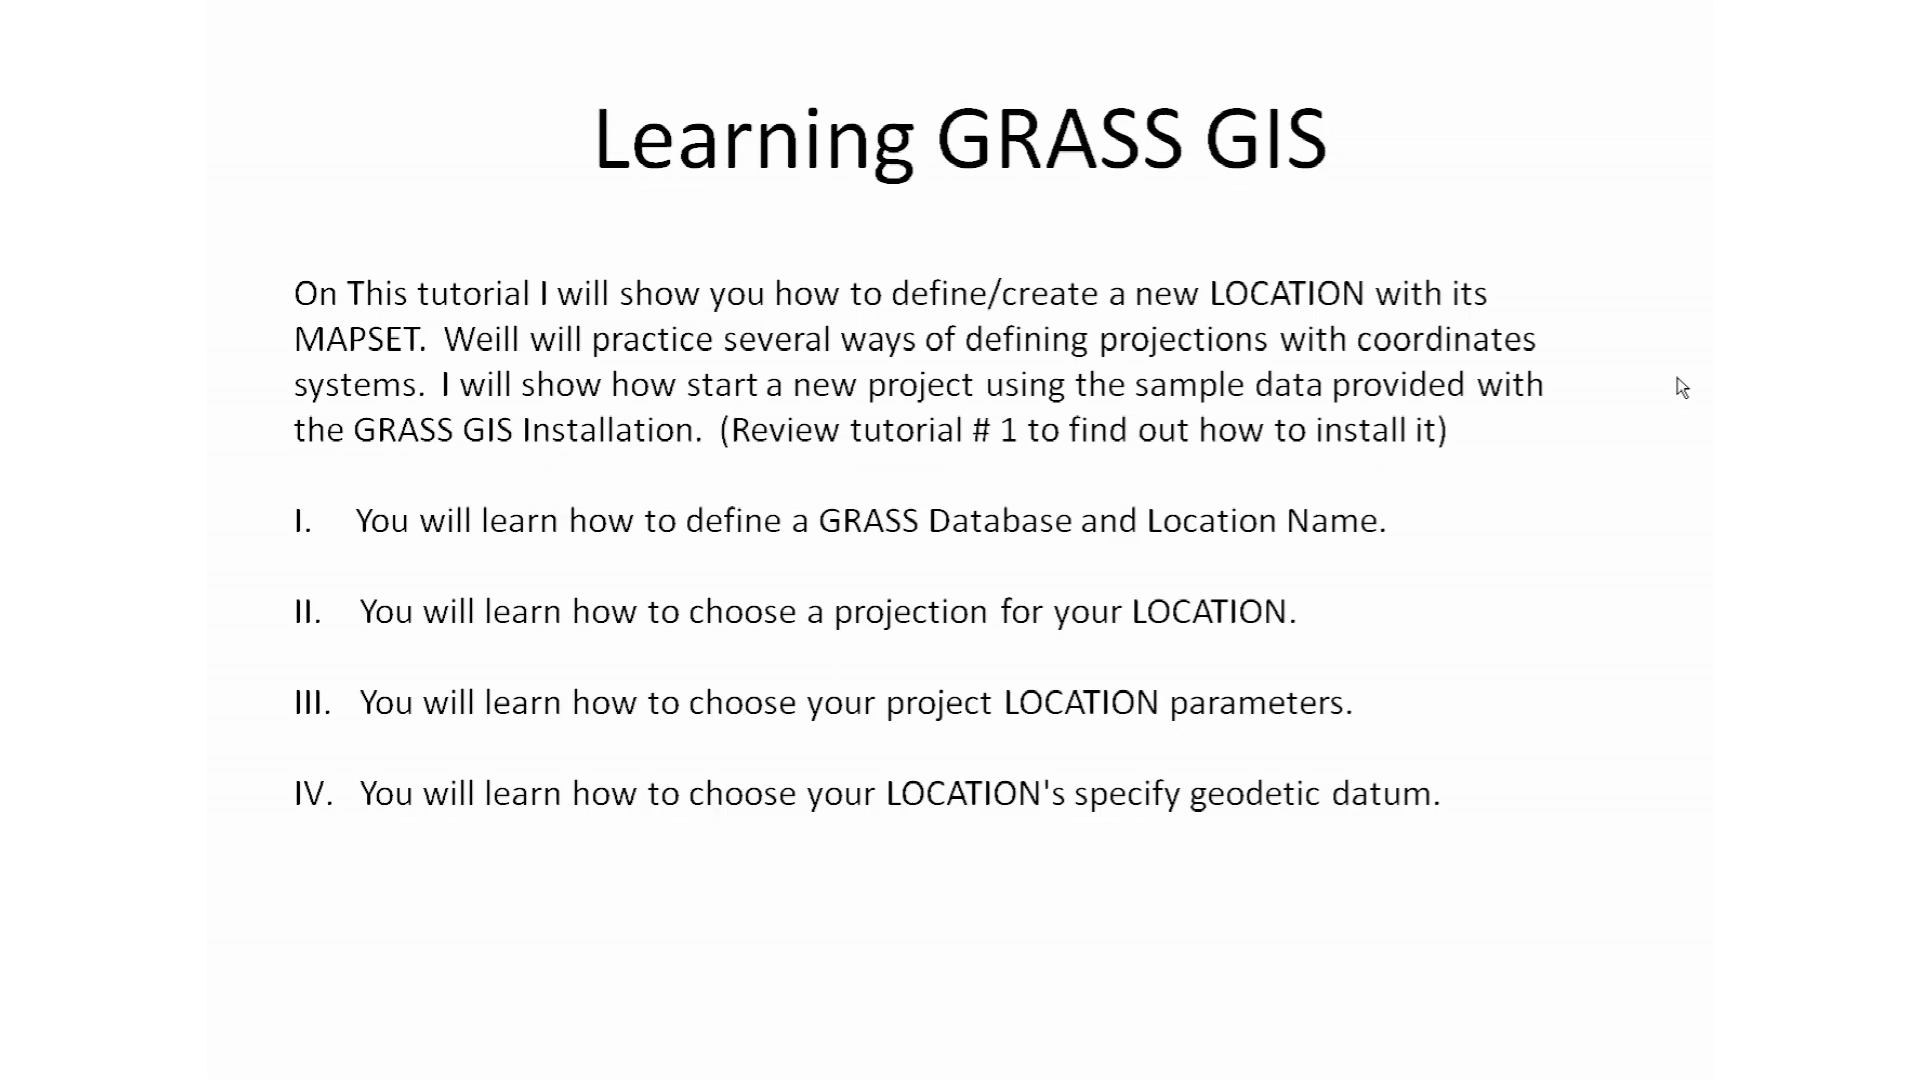 Learning GRASS GIS
On This tutorial I will show you how to define/create a new LOCATION with its
MAPSET. Weill will practice several ways of defining projections with coordinates
systems. I will show how start a new project using the sample data provided with
the GRASS GIS Installation. (Review tutorial # 1 to find out how to install it)
I. You will learn how to define a GRASS Database and Location Name.
II. You will learn how to choose a projection for your LOCATION.
III. You will learn how to choose your project LOCATION parameters.
IV. You will learn how to choose your LOCATION's specify geodetic datum.